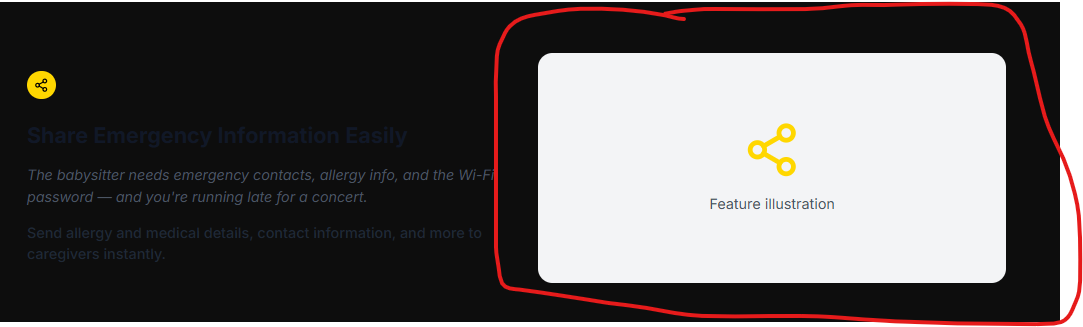 Share Emergency Information Easily
The babysitter needs emergency contacts, allergy info, and the Wi-Fi
password — and you're running late for a concert.
Send allergy and medical details, contact information, and more to
caregivers instantly.
Feature illustration